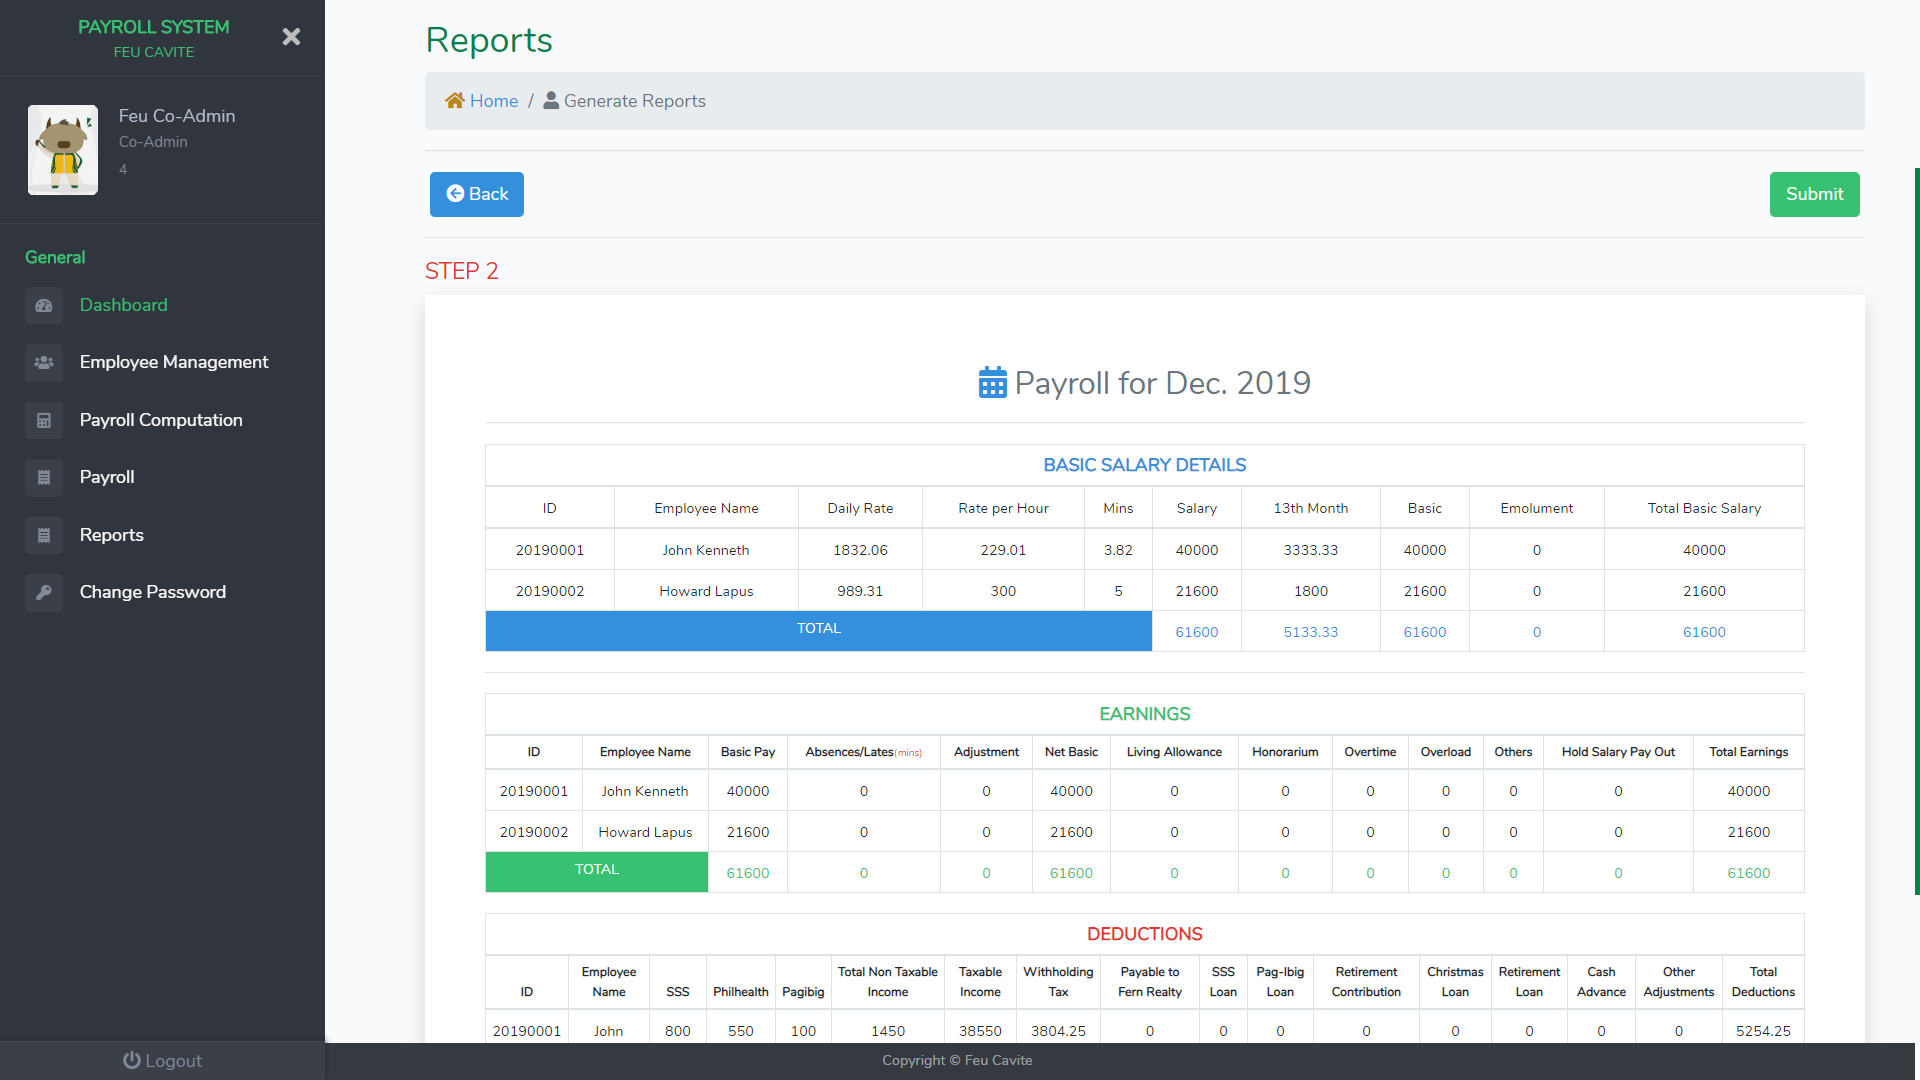 PAYROLL SYSTEM
FEU CAVITE
Feu Co-Admin
Co-Admin
4
General
Dashboard
Employee Management
Payroll Computation
Payroll
Reports
Change Password
Logout
Reports
Home / Generate Reports
Back
Submit
STEP 2
Payroll for Dec. 2019
BASIC SALARY DETAILS
ID Employee Name Daily Rate Rate per Hour Mins Salary 13th Month Basic Emolument Total Basic Salary
20190001 John Kenneth 1832.06 229.01 3.82 40000 3333.33 40000 0 40000
20190002 Howard Lapus 989.31 300 5 21600 1800 21600 0 21600
TOTAL 61600 5133.33 61600 0 61600
EARNINGS
ID Employee Name Basic Pay Absences/Lates(mins) Adjustment Net Basic Living Allowance Honorarium Overtime Overload Others Hold Salary Pay Out Total Earnings
20190001 John Kenneth 40000 0 0 40000 0 0 0 0 0 0 40000
20190002 Howard Lapus 21600 0 0 21600 0 0 0 0 0 0 21600
TOTAL 61600 0 0 61600 0 0 0 0 0 0 61600
DEDUCTIONS
ID Employee Name SSS Philhealth Pagibig Total Non Taxable Income Taxable Income Withholding Tax Payable to Fern Realty SSS Loan Pag-Ibig Loan Retirement Contribution Christmas Loan Retirement Loan Cash Advance Other Adjustments Total Deductions
20190001 John 800 550 100 1450 38550 3804.25 0 0 0 0 0 0 0 0 5254.25
Copyright © Feu Cavite